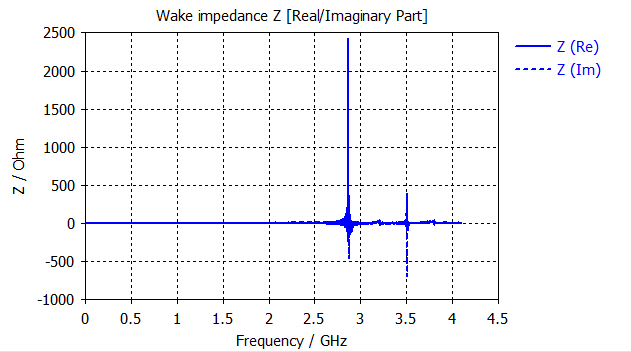 Wake impedance Z [Real/Imaginary Part]
2500
2000
1500
1000
500
0
-500
-1000
Z / Ohm
0 0.5 1 1.5 2 2.5 3 3.5 4 4.5
Frequency / GHz
Z (Re)
Z (Im)